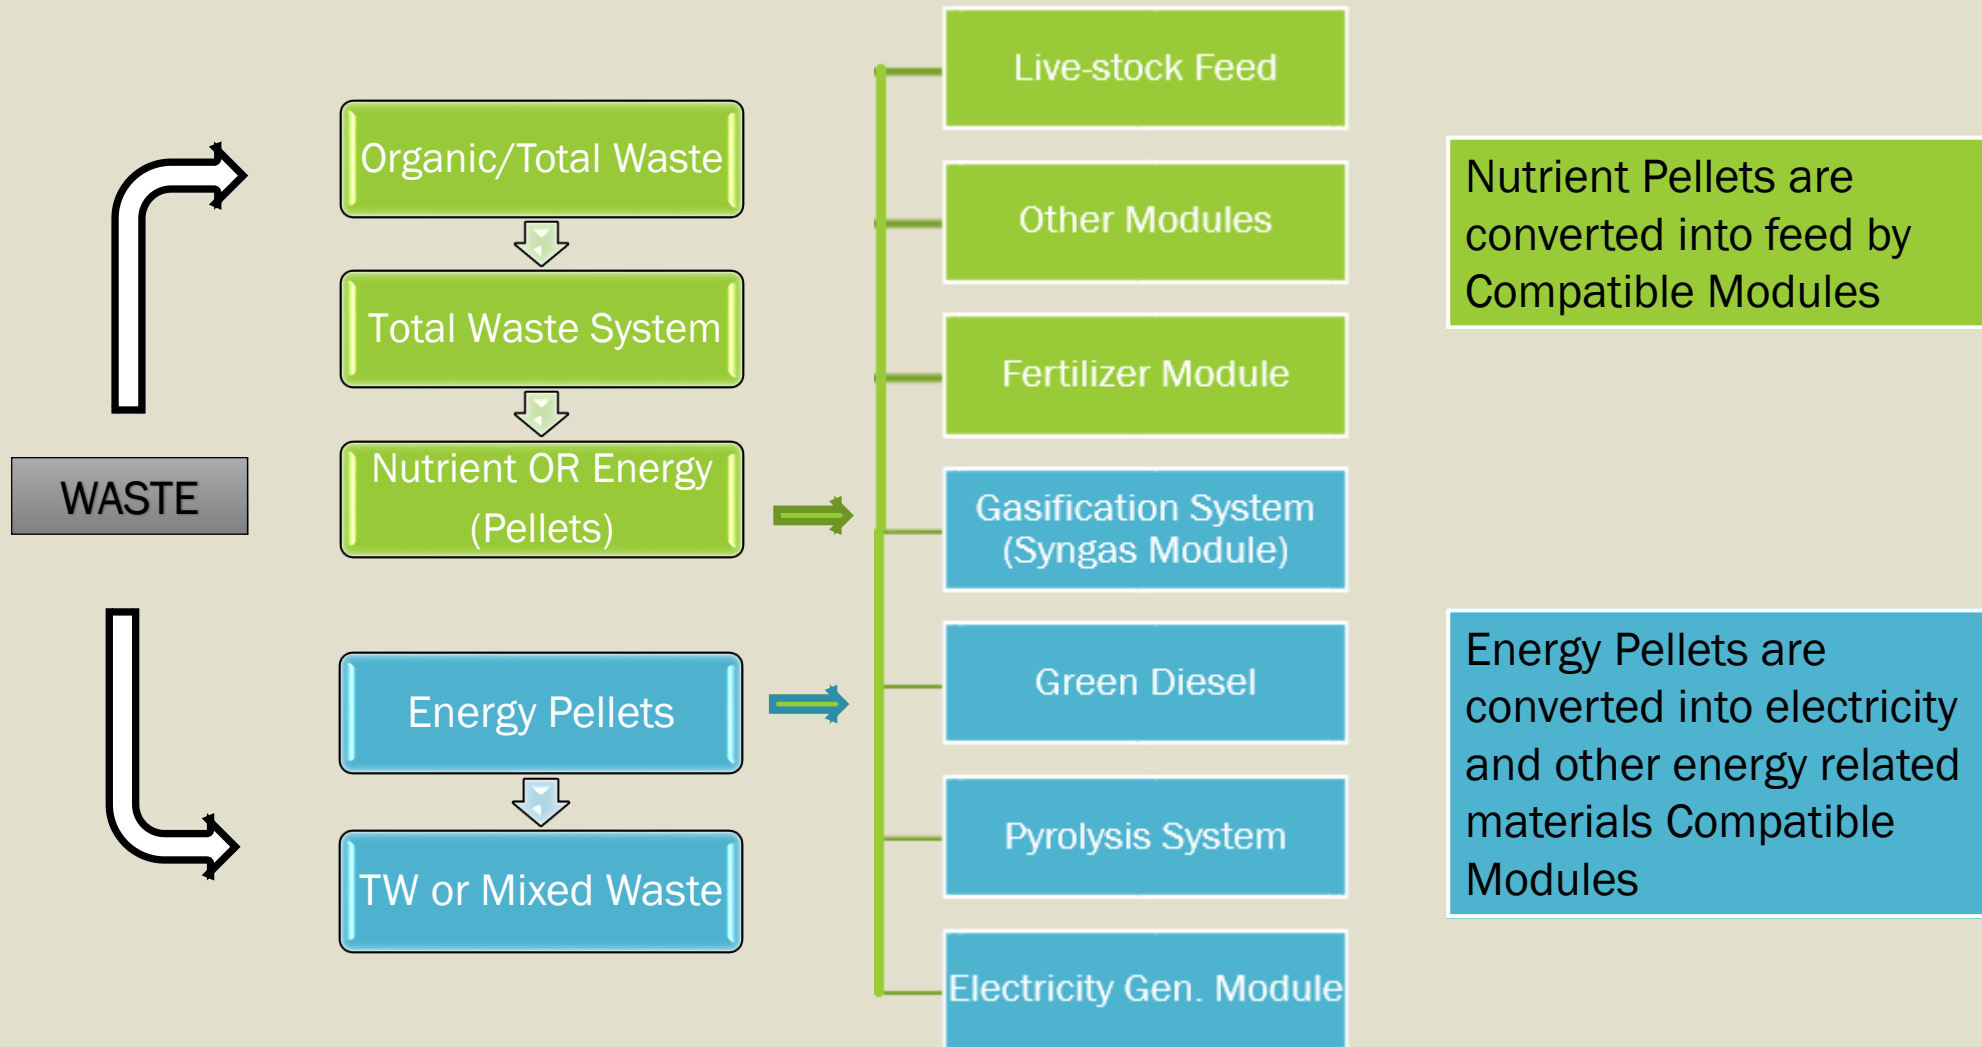 WASTE
Organic/Total Waste
Total Waste System
Nutrient OR Energy
(Pellets)
Energy Pellets
TW or Mixed Waste
Live-stock Feed
Other Modules
Fertilizer Module
Gasification System
(Syngas Module)
Green Diesel
Pyrolysis System
Electricity Gen. Module
Nutrient Pellets are
converted into feed by
Compatible Modules
Energy Pellets are
converted into electricity
and other energy related
materials Compatible
Modules